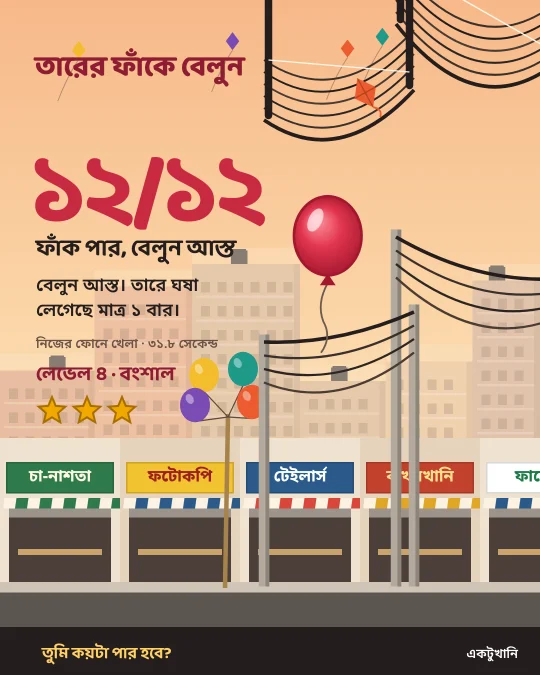 তারের ফাঁকে বেলুন
১২/১২
ফাঁক পার, বেলুন আস্ত
বেলুন আস্ত। তারে ঘষা
লেগেছে মাত্র ১ বার।
নিজের ফোনে খেলা · ৩১.৮ সেকেন্ড
লেভেল ৪ · বংশাল
চা-নাশতা
ফটোকপি
টেইলার্স
তুমি কয়টা পার হবে?
একটুখানি